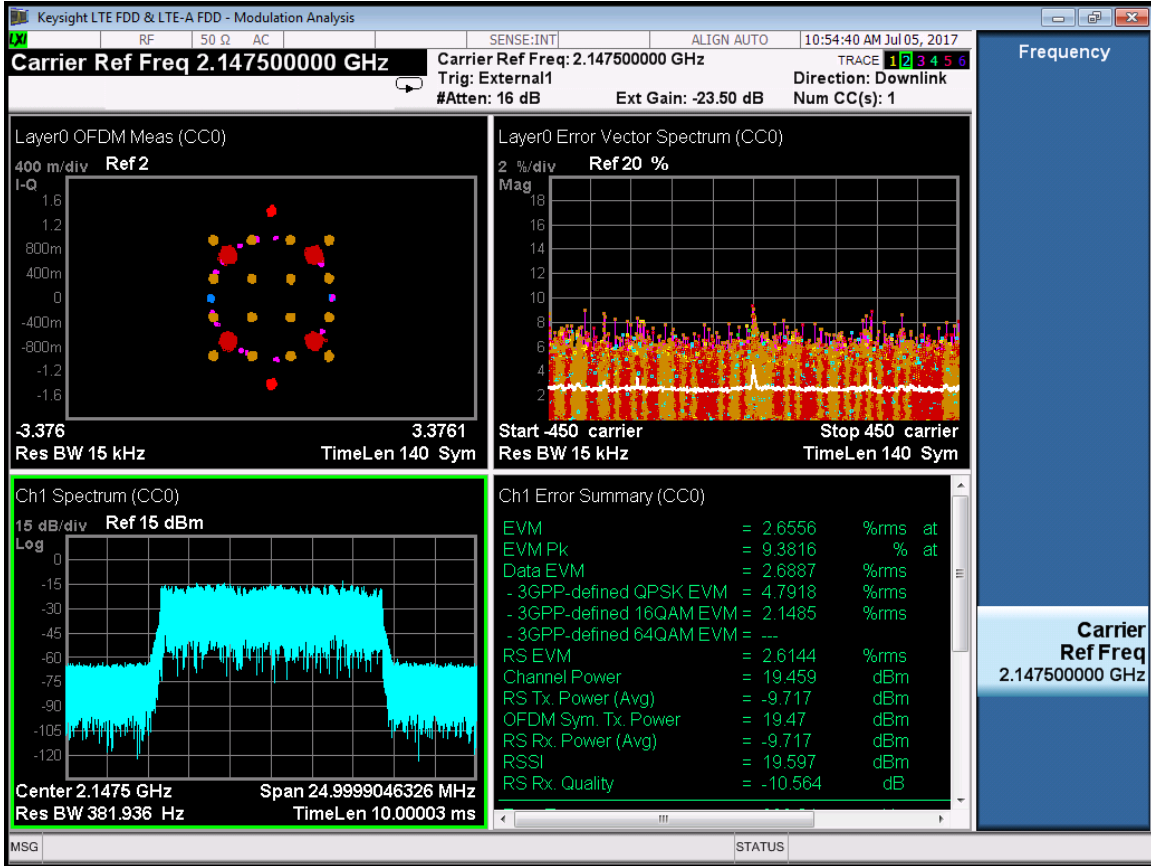 Keysight LTE FDD & LTE-A FDD - Modulation Analysis
LXI RF 50 Ω AC SENSE:INT ALIGN AUTO 10:54:40 AM Jul 05, 2017
Carrier Ref Freq 2.147500000 GHz
Carrier Ref Freq: 2.147500000 GHz
Trig: External1
#Atten: 16 dB Ext Gain: -23.50 dB
TRACE 1 2 3 4 5 6
Direction: Downlink
Num CC(s): 1
Frequency
Layer0 OFDM Meas (CC0)
400 m/div Ref 2
I-Q
1.6
1.2
800m
400m
0
-400m
-800m
-1.2
-1.6
-3.376 3.3761
Res BW 15 kHz TimeLen 140 Sym
Layer0 Error Vector Spectrum (CC0)
2 %/div Ref 20 %
Mag
18
16
14
12
10
8
6
4
2
Start -450 carrier Stop 450 carrier
Res BW 15 kHz TimeLen 140 Sym
Ch1 Spectrum (CC0)
15 dB/div Ref 15 dBm
Log
0
-15
-30
-45
-60
-75
-90
-105
-120
Center 2.1475 GHz Span 24.9999046326 MHz
Res BW 381.936 Hz TimeLen 10.00003 ms
Ch1 Error Summary (CC0)
EVM = 2.6556 %rms at
EVM Pk = 9.3816 % at
Data EVM = 2.6887 %rms
- 3GPP-defined QPSK EVM = 4.7918 %rms
- 3GPP-defined 16QAM EVM = 2.1485 %rms
- 3GPP-defined 64QAM EVM = ---
RS EVM = 2.6144 %rms
Channel Power = 19.459 dBm
RS Tx. Power (Avg) = -9.717 dBm
OFDM Sym. Tx. Power = 19.47 dBm
RS Rx. Power (Avg) = -9.717 dBm
RSSI = 19.597 dBm
RS Rx. Quality = -10.564 dB
Carrier
Ref Freq
2.147500000 GHz
MSG STATUS